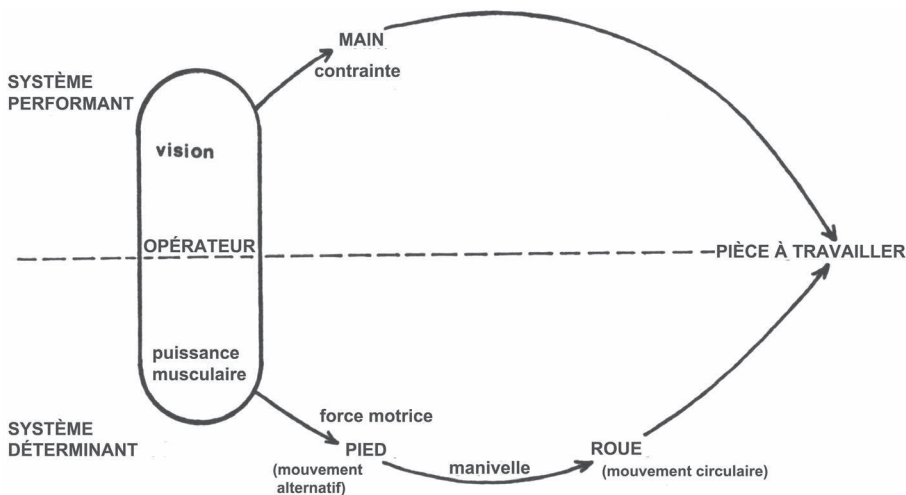 MAIN
contrainte
SYSTÈME
PERFORMANT
vision
OPÉRATEUR
PIÈCE À TRAVAILLER
puissance
musculaire
force motrice
SYSTÈME
DÉTERMINANT
PIED
manivelle
ROUE
(mouvement
alternatif)
(mouvement circulaire)